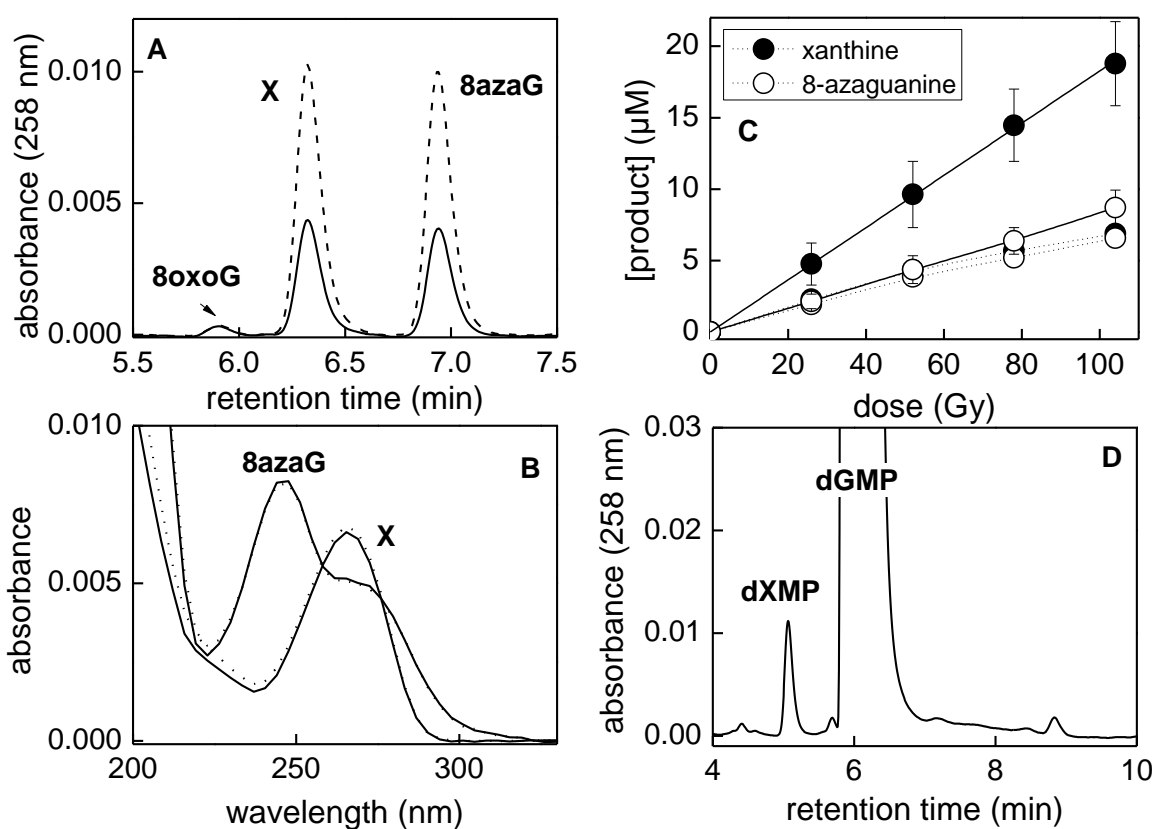 A
X
8azaG
8oxoG
0.010
0.005
0.000
absorbance (258 nm)
5.5 6.0 6.5 7.0 7.5
retention time (min)
xanthine
8-azaguanine
C
20
15
10
5
0
[product] (µM)
0 20 40 60 80 100
dose (Gy)
B
8azaG
X
0.010
0.005
0.000
absorbance
200 250 300
wavelength (nm)
D
dGMP
dXMP
0.03
0.02
0.01
0.00
absorbance (258 nm)
4 6 8 10
retention time (min)